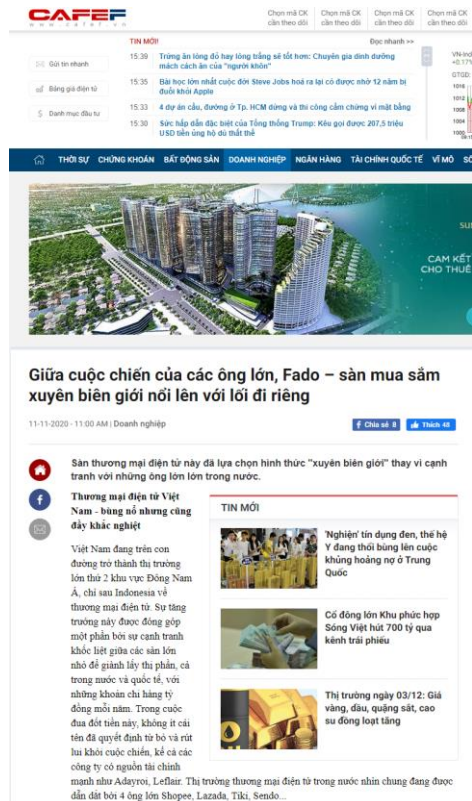 CAFEF
www.cafef.vn
Chọn mã CK
cần theo dõi
Chọn mã CK
cần theo dõi
Chọn mã CK
cần theo dõi
Chọn mã CK
cần theo dõi
TIN MỚI!
Đọc nhanh >>
Gửi tin nhanh
Bảng giá điện tử
Danh mục đầu tư
15:39 Trứng ăn lòng đỏ hay lòng trắng sẽ tốt hơn: Chuyên gia dinh dưỡng
mách cách ăn của "người khôn"
15:35 Bài học lớn nhất cuộc đời Steve Jobs hoá ra lại có được nhờ 12 năm bị
đuổi khỏi Apple
15:33 4 dự án cầu, đường ở Tp. HCM dừng và thi công cầm chừng vì mặt bằng
15:30 Sức hấp dẫn đặc biệt của Tổng thống Trump: Kêu gọi được 207,5 triệu
USD tiền ủng hộ dù thất thế
VN-Ind
GTGD:
1016
1012
1008
1004
1000
THỜI SỰ CHỨNG KHOÁN BẤT ĐỘNG SẢN DOANH NGHIỆP NGÂN HÀNG TÀI CHÍNH QUỐC TẾ VĨ MÔ SỐ
SU
CAM KẾT
CHO THUÊ
Giữa cuộc chiến của các ông lớn, Fado – sàn mua sắm
xuyên biên giới nổi lên với lối đi riêng
11-11-2020 - 11:00 AM | Doanh nghiệp
Chia sẻ 8
Thích 48
Sàn thương mại điện tử này đã lựa chọn hình thức "xuyên biên giới" thay vì cạnh
tranh với những ông lớn lớn trong nước.
Thương mại điện tử Việt
Nam - bùng nổ nhưng cũng
đầy khắc nghiệt
Việt Nam đang trên con
đường trở thành thị trường
lớn thứ 2 khu vực Đông Nam
Á, chỉ sau Indonesia về
thương mại điện tử. Sự tăng
trưởng này được đóng góp
một phần bởi sự cạnh tranh
khốc liệt giữa các sàn lớn
nhỏ để giành lấy thị phần, cả
trong nước và quốc tế, với
những khoản chi hàng tỷ
đồng mỗi năm. Trong cuộc
đua đốt tiền này, không ít cái
tên đã quyết định từ bỏ và rút
lui khỏi cuộc chiến, kể cả các
công ty có nguồn tài chính
mạnh như Adayroi, Leflair. Thị trường thương mại điện tử trong nước nhìn chung đang được
dẫn dắt bởi 4 ông lớn Shopee, Lazada, Tiki, Sendo...
TIN MỚI
'Nghiện' tín dụng đen, thế hệ
Y đang thổi bùng lên cuộc
khủng hoảng nợ ở Trung
Quốc
Cổ đông lớn Khu phức hợp
Sóng Việt hút 700 tỷ qua
kênh trái phiếu
Thị trường ngày 03/12: Giá
vàng, dầu, quặng sắt, cao
su đồng loạt tăng